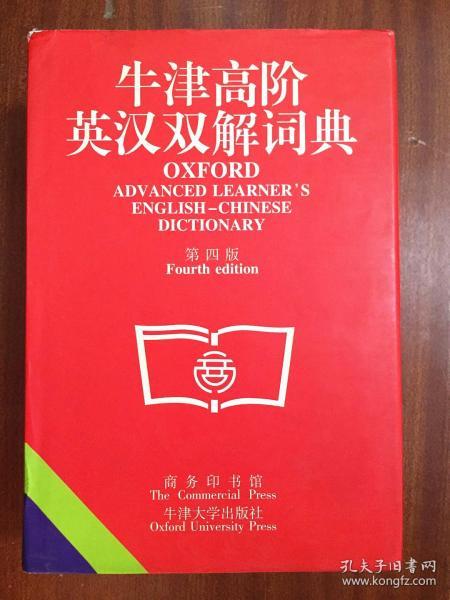 牛津高阶
英汉双解词典
OXFORD
ADVANCED LEARNER'S
ENGLISH-CHINESE
DICTIONARY
第四版
Fourth edition
商
商务印书馆
The Commercial Press
牛津大学出版社
Oxford University Press
孔夫子旧书网
www.kongfz.com